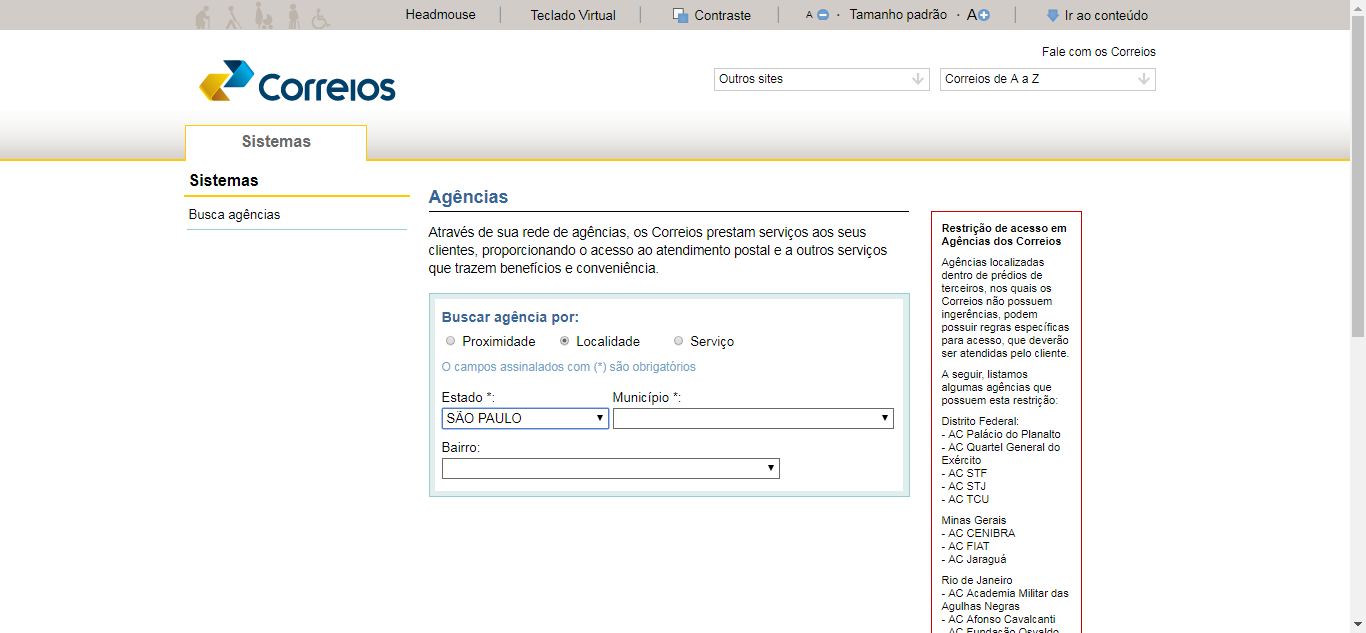 Headmouse
Teclado Virtual
Contraste
A
· Tamanho padrão ·
A
Ir ao conteúdo
Fale com os Correios
Correios
Outros sites
Correios de A a Z
Sistemas
Sistemas
Busca agências
Agências
Através de sua rede de agências, os Correios prestam serviços aos seus
clientes, proporcionando o acesso ao atendimento postal e a outros serviços
que trazem benefícios e conveniência.
Buscar agência por:
Proximidade
Localidade
Serviço
O campos assinalados com (*) são obrigatórios
Estado *:
Município *:
SÃO PAULO
Bairro:
Restrição de acesso em
Agências dos Correios
Agências localizadas
dentro de prédios de
terceiros, nos quais os
Correios não possuem
ingerências, podem
possuir regras específicas
para acesso, que deverão
ser atendidas pelo cliente.
A seguir, listamos
algumas agências que
possuem esta restrição:
Distrito Federal:
- AC Palácio do Planalto
- AC Quartel General do
Exército
- AC STF
- AC STJ
- AC TCU
Minas Gerais
- AC CENIBRA
- AC FIAT
- AC Jaraguá
Rio de Janeiro
- AC Academia Militar das
Agulhas Negras
- AC Afonso Cavalcanti
- AC Fundação Osvaldo